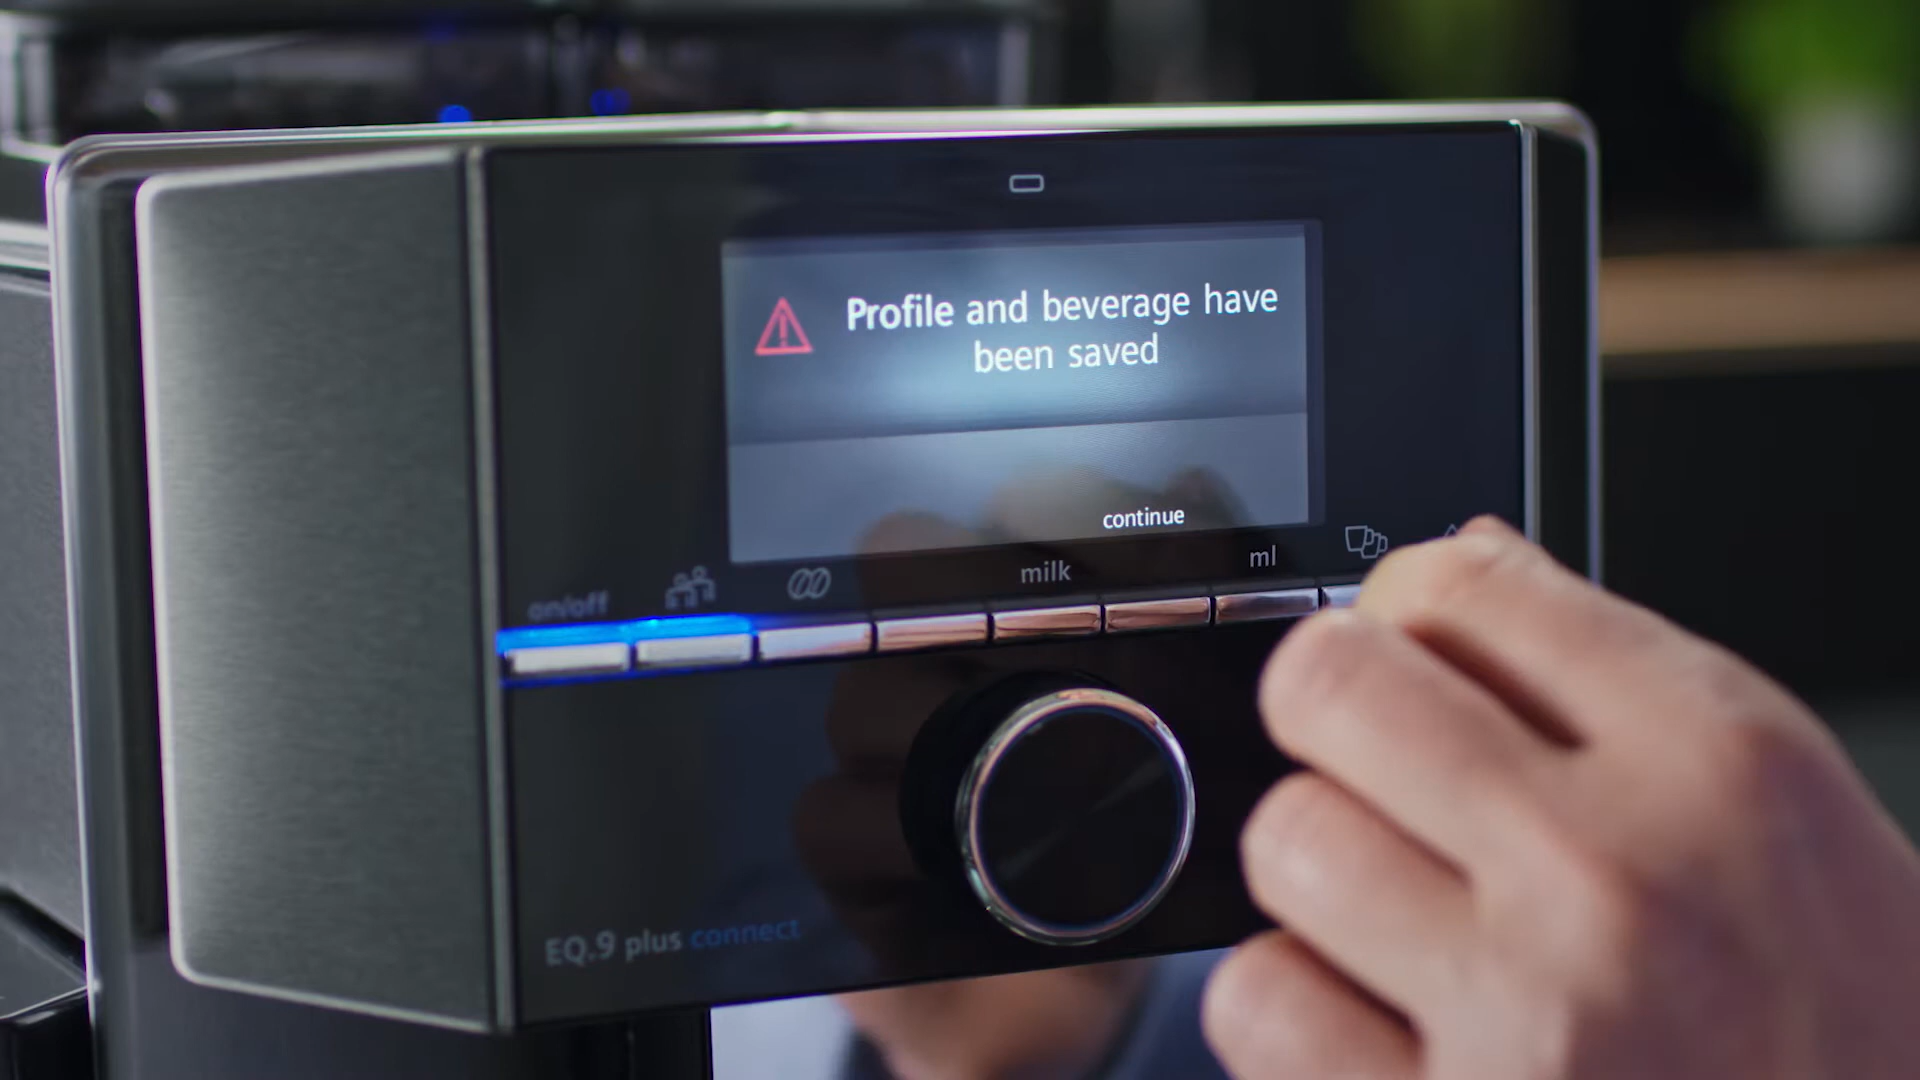 Profile and beverage have
been saved
continue
on/off
milk
ml
EQ.9 plus connect